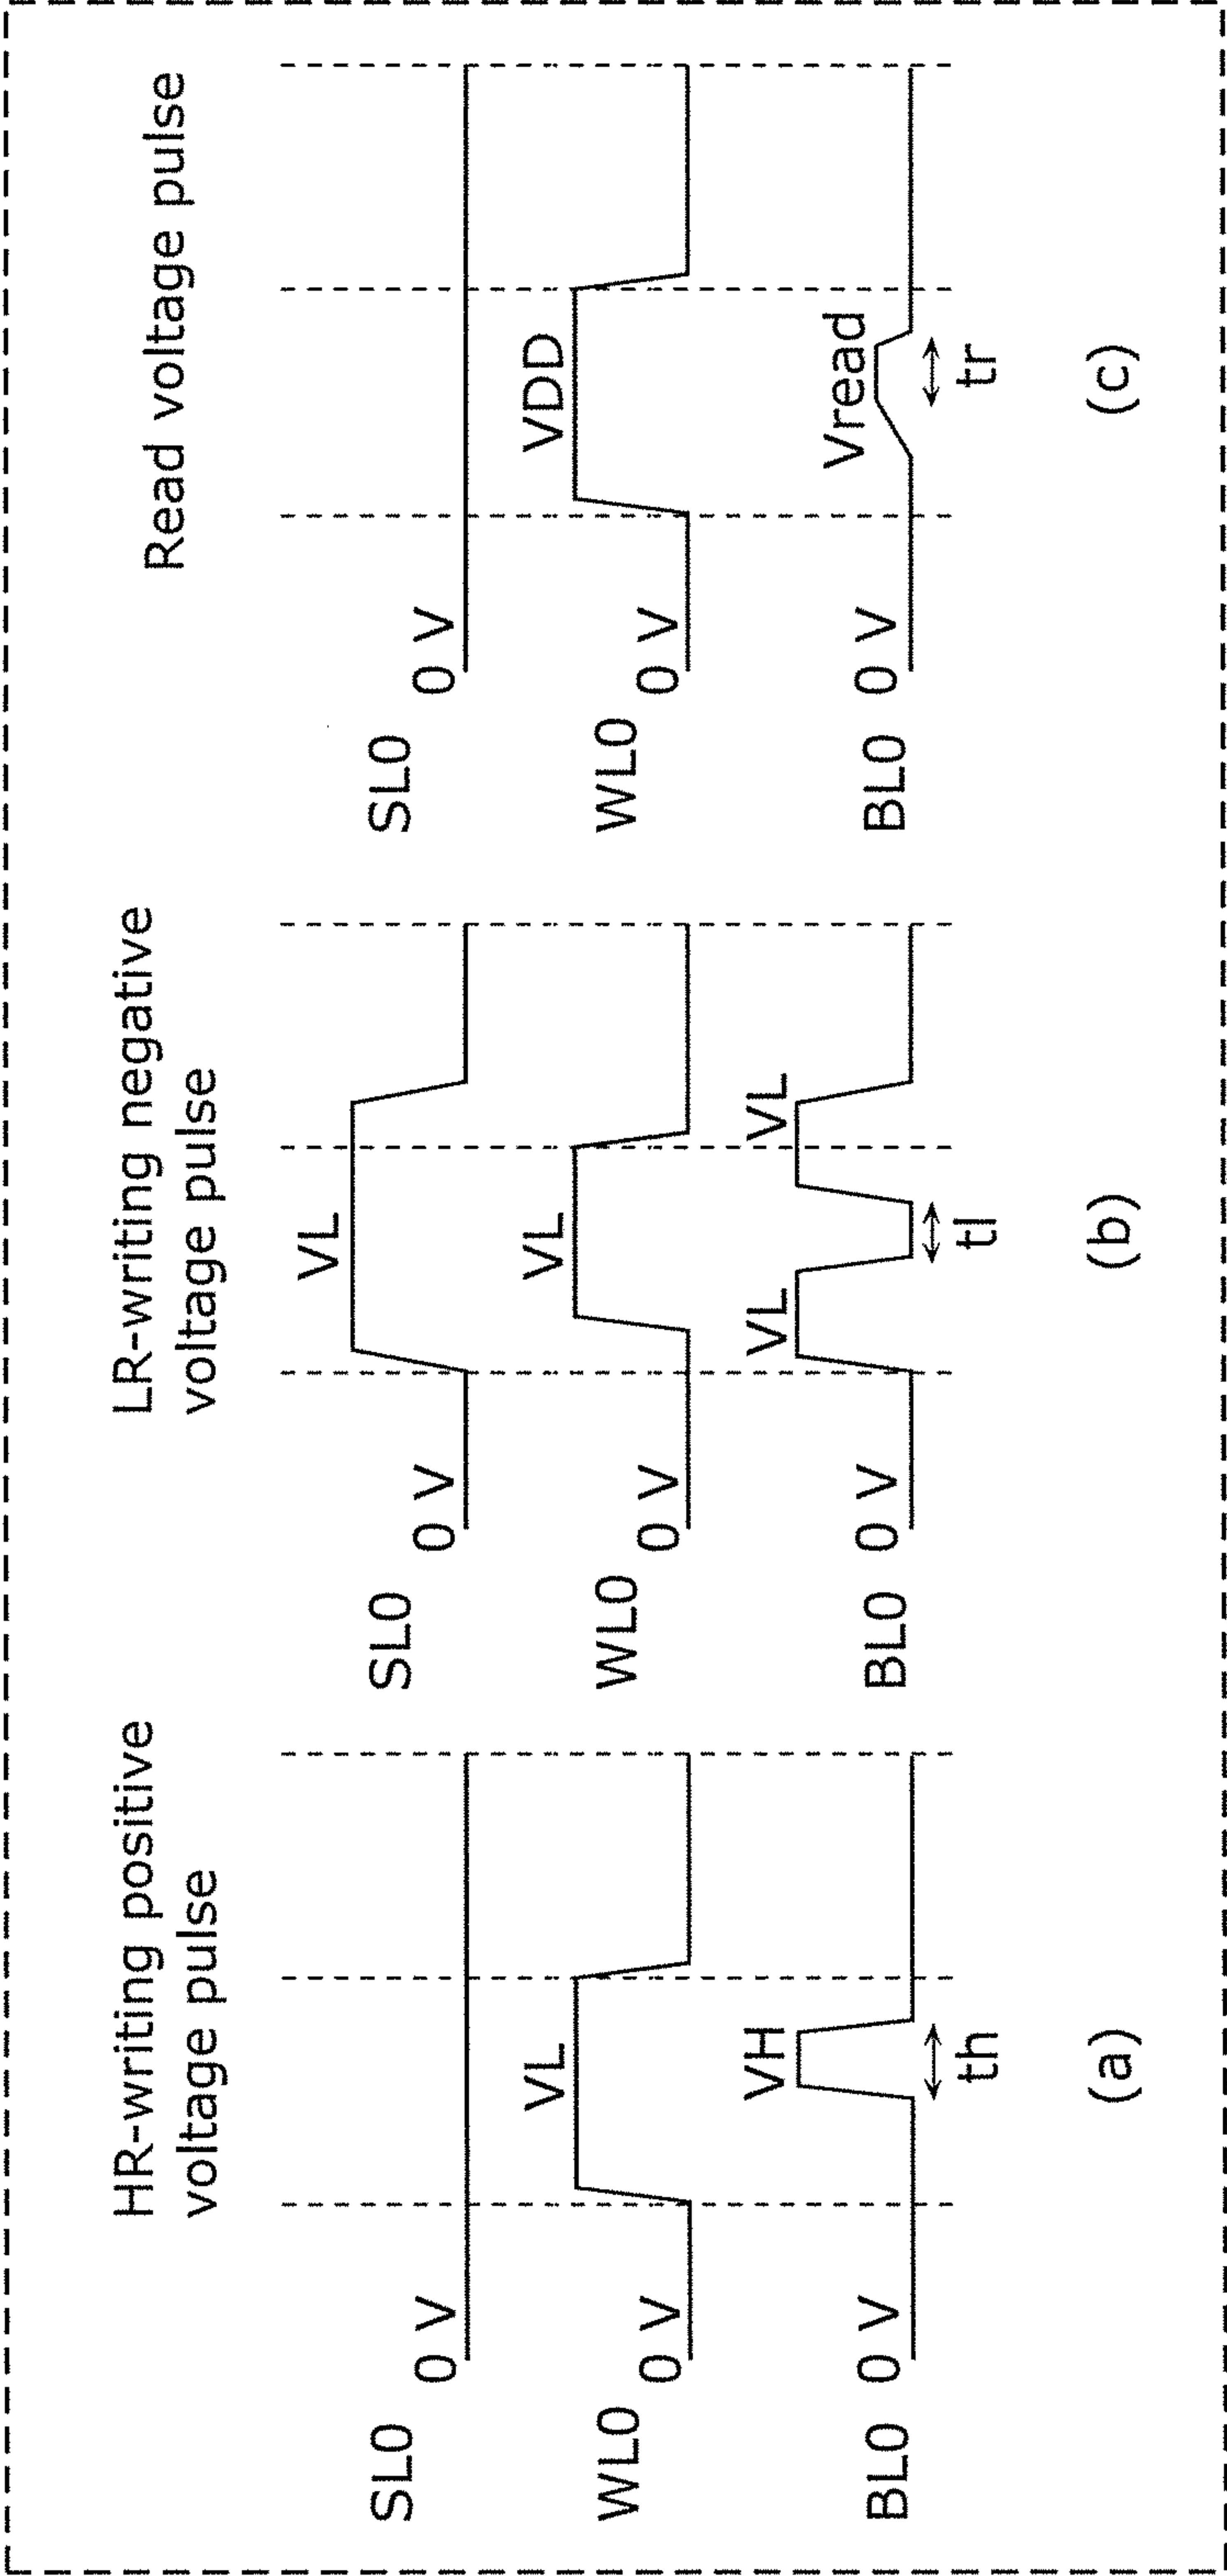 HR-writing positive
voltage pulse
SL0
0 V
WL0
0 V
VL
BL0
0 V
VH
th
(a)
LR-writing negative
voltage pulse
SL0
0 V
VL
WL0
0 V
VL
BL0
0 V
VL
VL
tl
(b)
Read voltage pulse
SL0
0 V
WL0
0 V
VDD
BL0
0 V
Vread
tr
(c)